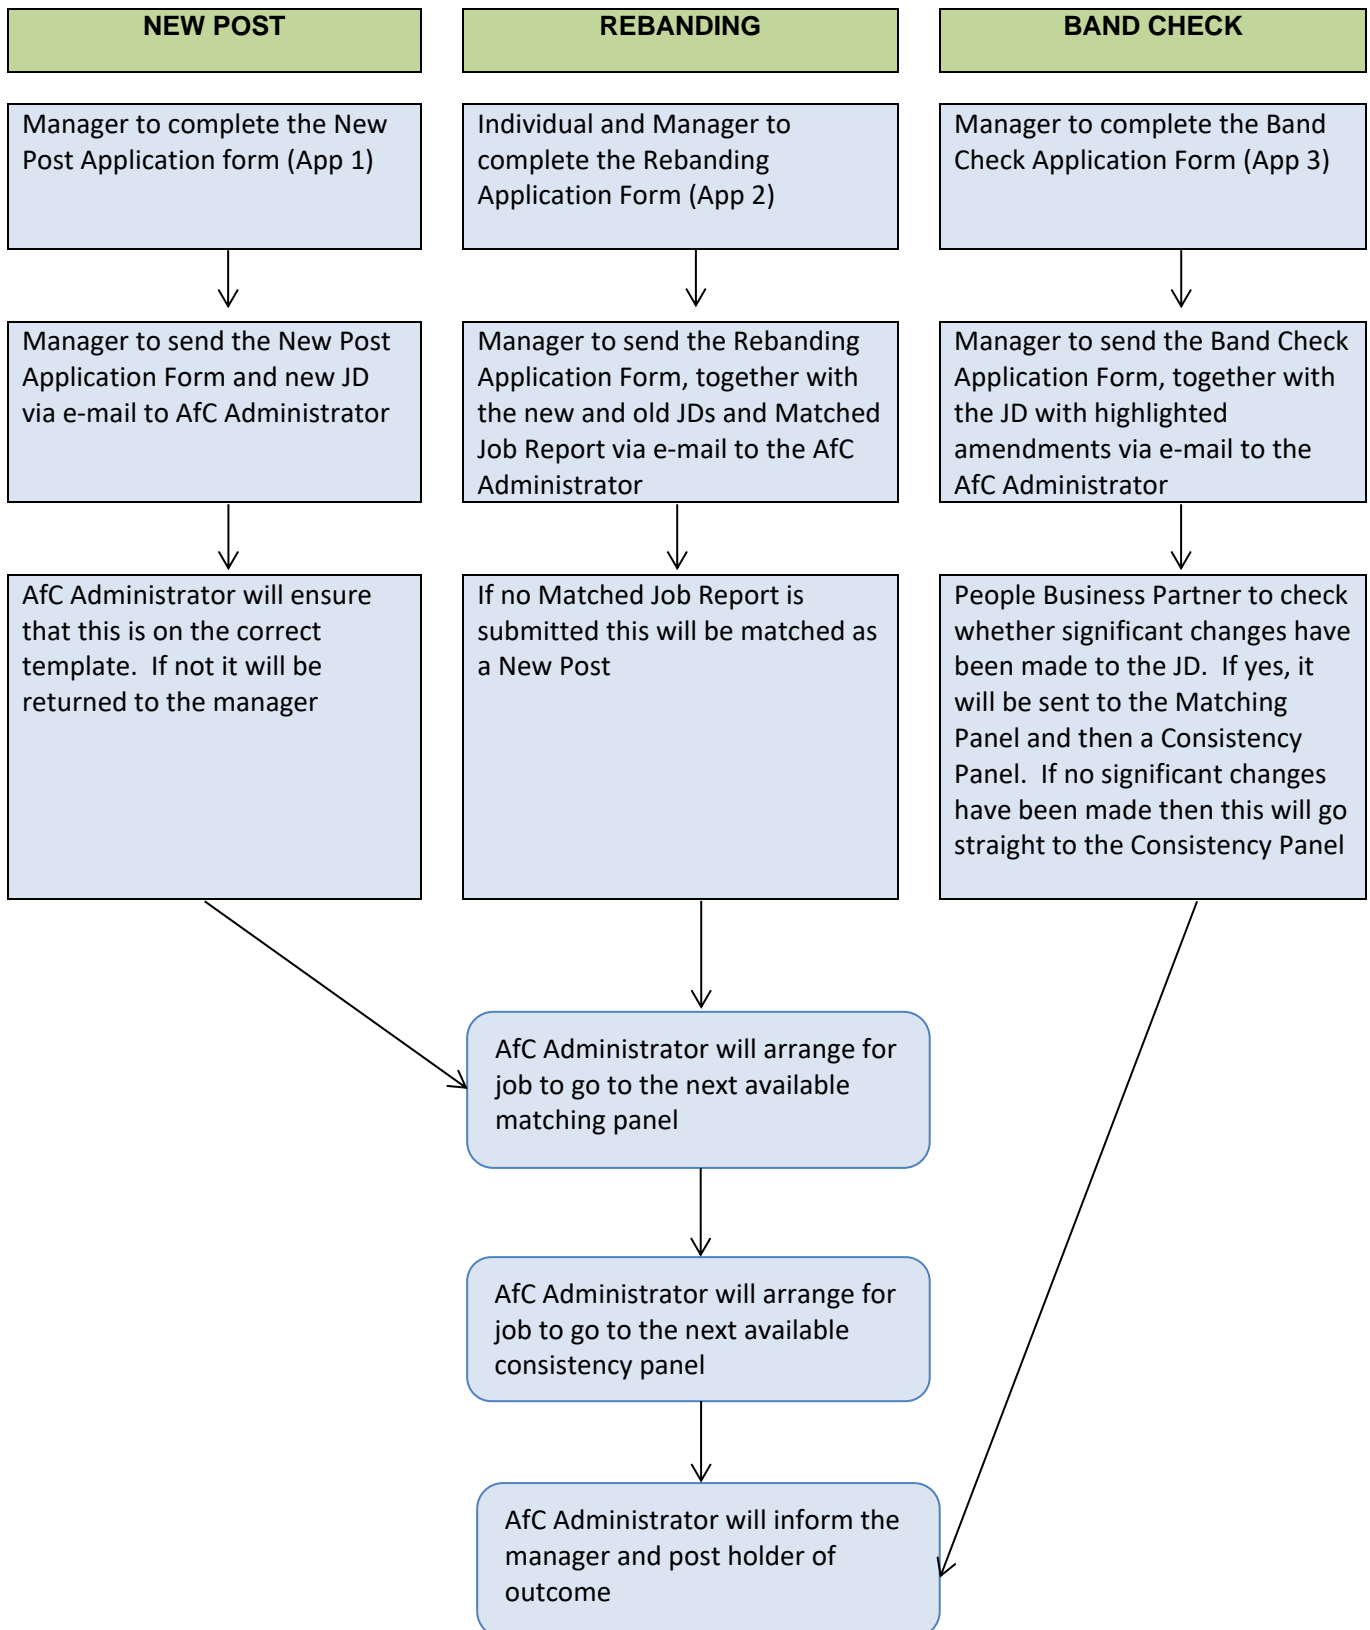 NEW POST
REBANDING
BAND CHECK
Manager to complete the New
Post Application form (App 1)
Individual and Manager to
complete the Rebanding
Application Form (App 2)
Manager to complete the Band
Check Application Form (App 3)
Manager to send the New Post
Application Form and new JD
via e-mail to AfC Administrator
Manager to send the Rebanding
Application Form, together with
the new and old JDs and Matched
Job Report via e-mail to the AfC
Administrator
Manager to send the Band Check
Application Form, together with
the JD with highlighted
amendments via e-mail to the
AfC Administrator
AfC Administrator will ensure
that this is on the correct
template.  If not it will be
returned to the manager
If no Matched Job Report is
submitted this will be matched as
a New Post
People Business Partner to check
whether significant changes have
been made to the JD.  If yes, it
will be sent to the Matching
Panel and then a Consistency
Panel.  If no significant changes
have been made then this will go
straight to the Consistency Panel
AfC Administrator will arrange for
job to go to the next available
matching panel
AfC Administrator will arrange for
job to go to the next available
consistency panel
AfC Administrator will inform the
manager and post holder of
outcome